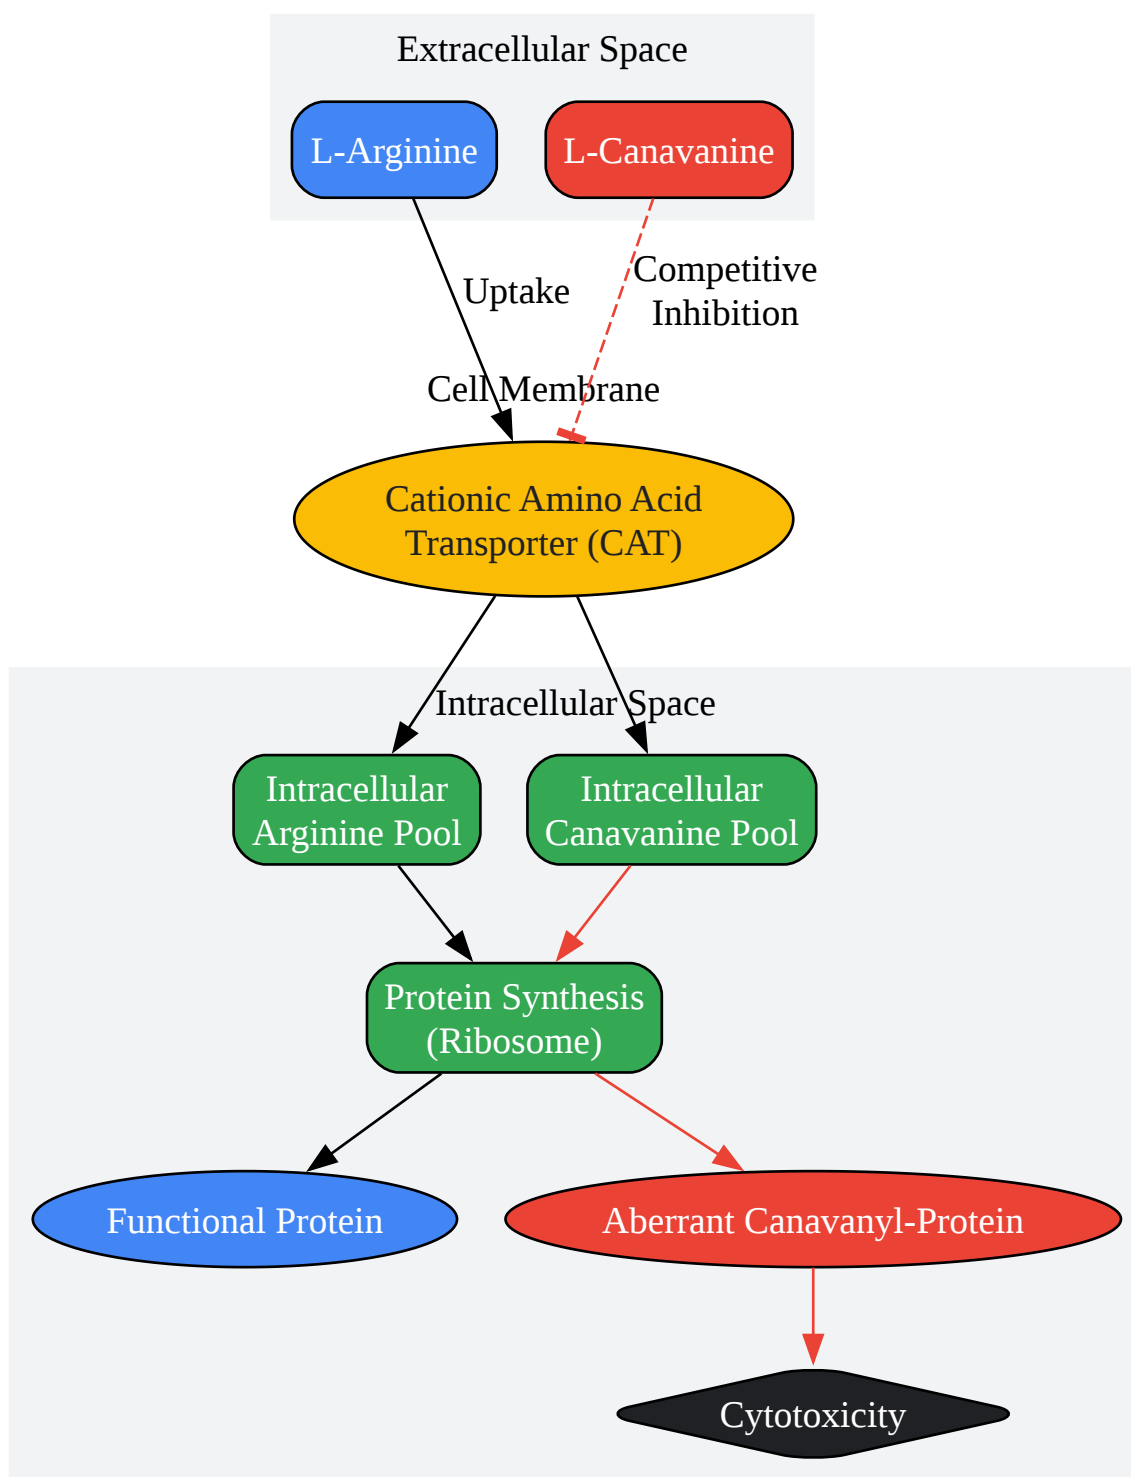 Extracellular Space
L-Arginine
L-Canavanine
Uptake
Competitive
Inhibition
Cell Membrane
Cationic Amino Acid
Transporter (CAT)
Intracellular Space
Intracellular
Arginine Pool
Intracellular
Canavanine Pool
Protein Synthesis
(Ribosome)
Functional Protein
Aberrant Canavanyl-Protein
Cytotoxicity